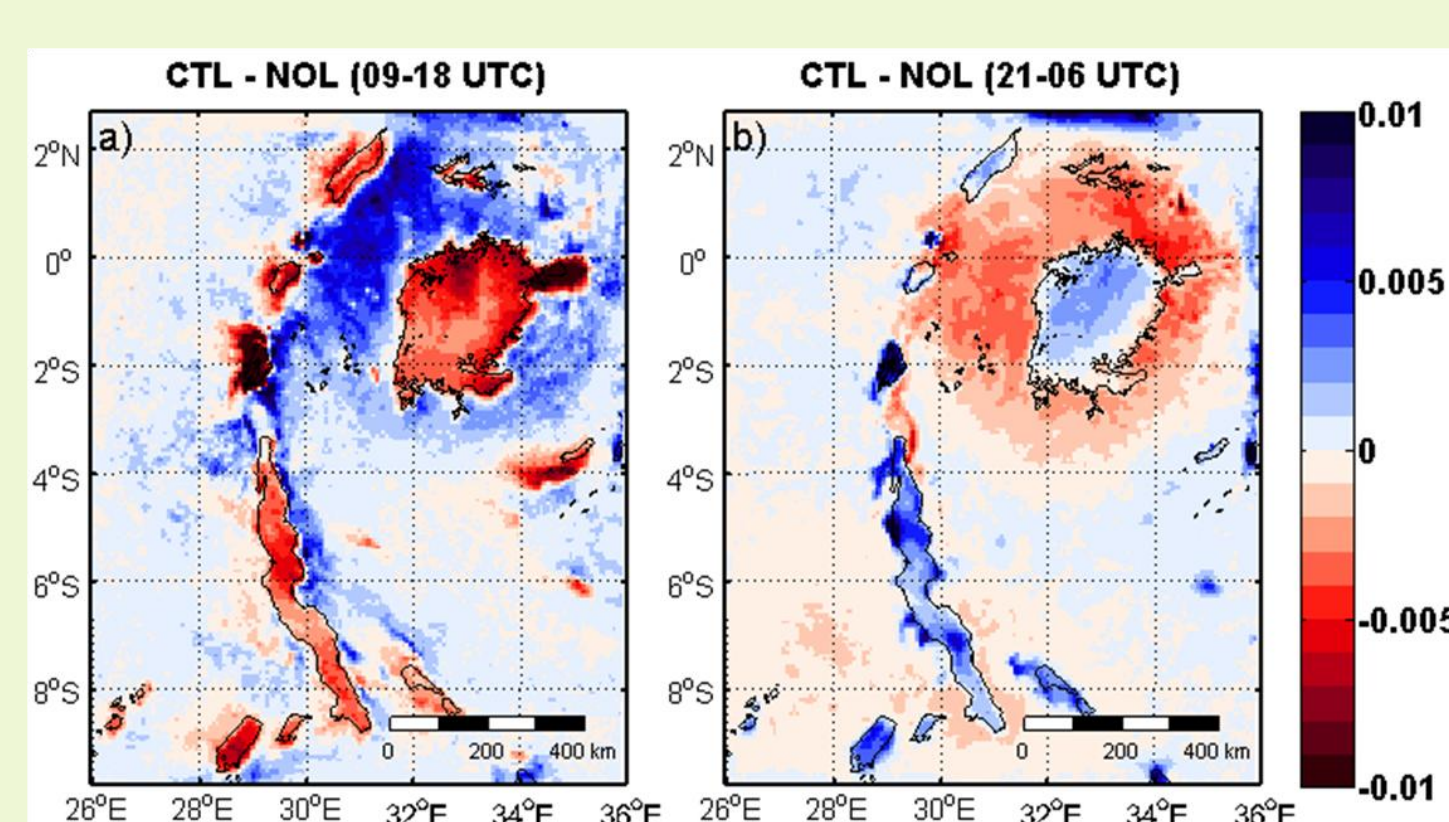 CTL - NOL (09-18 UTC)
CTL - NOL (21-06 UTC)
a)
b)
2°N
0°
2°S
4°S
6°S
8°S
2°N
0°
2°S
4°S
6°S
8°S
0.01
0.005
0
-0.005
-0.01
0 200 400 km
0 200 400 km
26°E 28°E 30°E 32°E 34°E 36°E
26°E 28°E 30°E 32°E 34°E 36°E